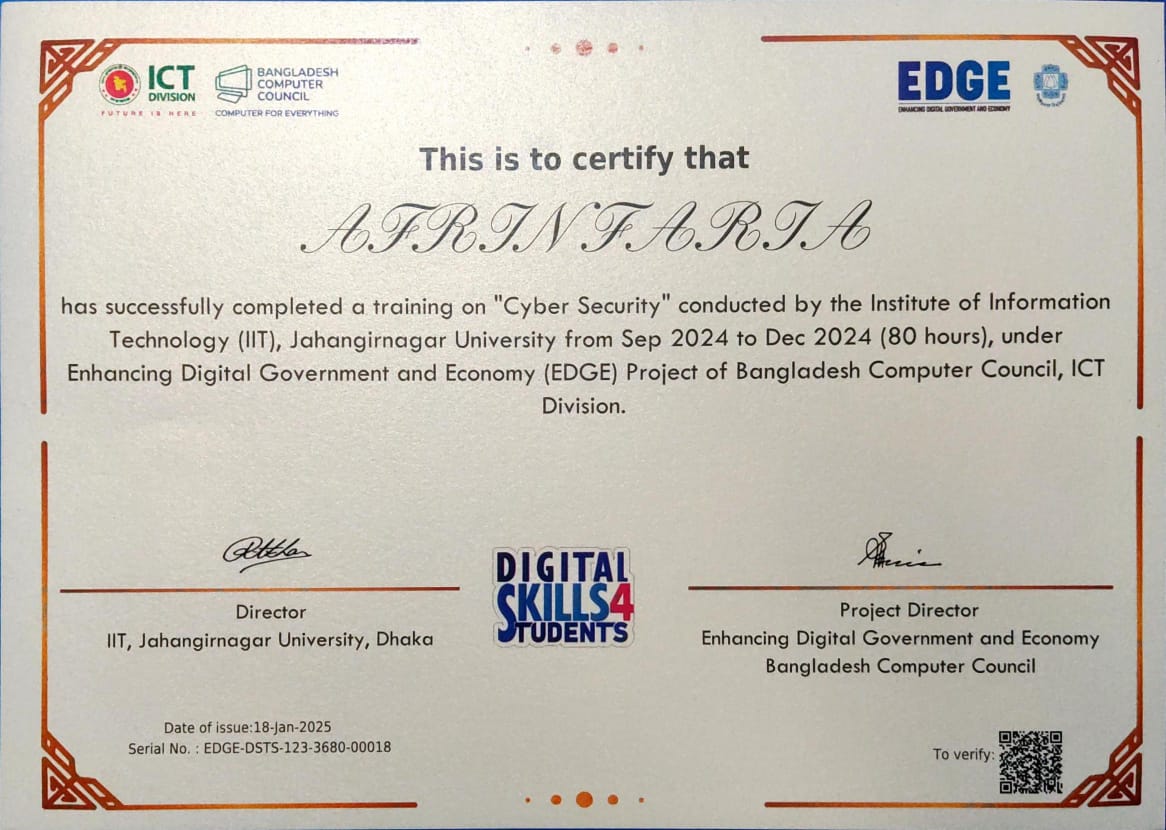 ICT
DIVISION
FUTURE IS HERE
BANGLADESH
COMPUTER
COUNCIL
COMPUTER FOR EVERYTHING
EDGE
ENHANCING DIGITAL GOVERNMENT AND ECONOMY
This is to certify that
AFRIN FARIA
has successfully completed a training on "Cyber Security" conducted by the Institute of Information
Technology (IIT), Jahangirnagar University from Sep 2024 to Dec 2024 (80 hours), under
Enhancing Digital Government and Economy (EDGE) Project of Bangladesh Computer Council, ICT
Division.
Director
IIT, Jahangirnagar University, Dhaka
DIGITAL
SKILLS4
STUDENTS
Project Director
Enhancing Digital Government and Economy
Bangladesh Computer Council
Date of issue:18-Jan-2025
Serial No. : EDGE-DSTS-123-3680-00018
To verify: